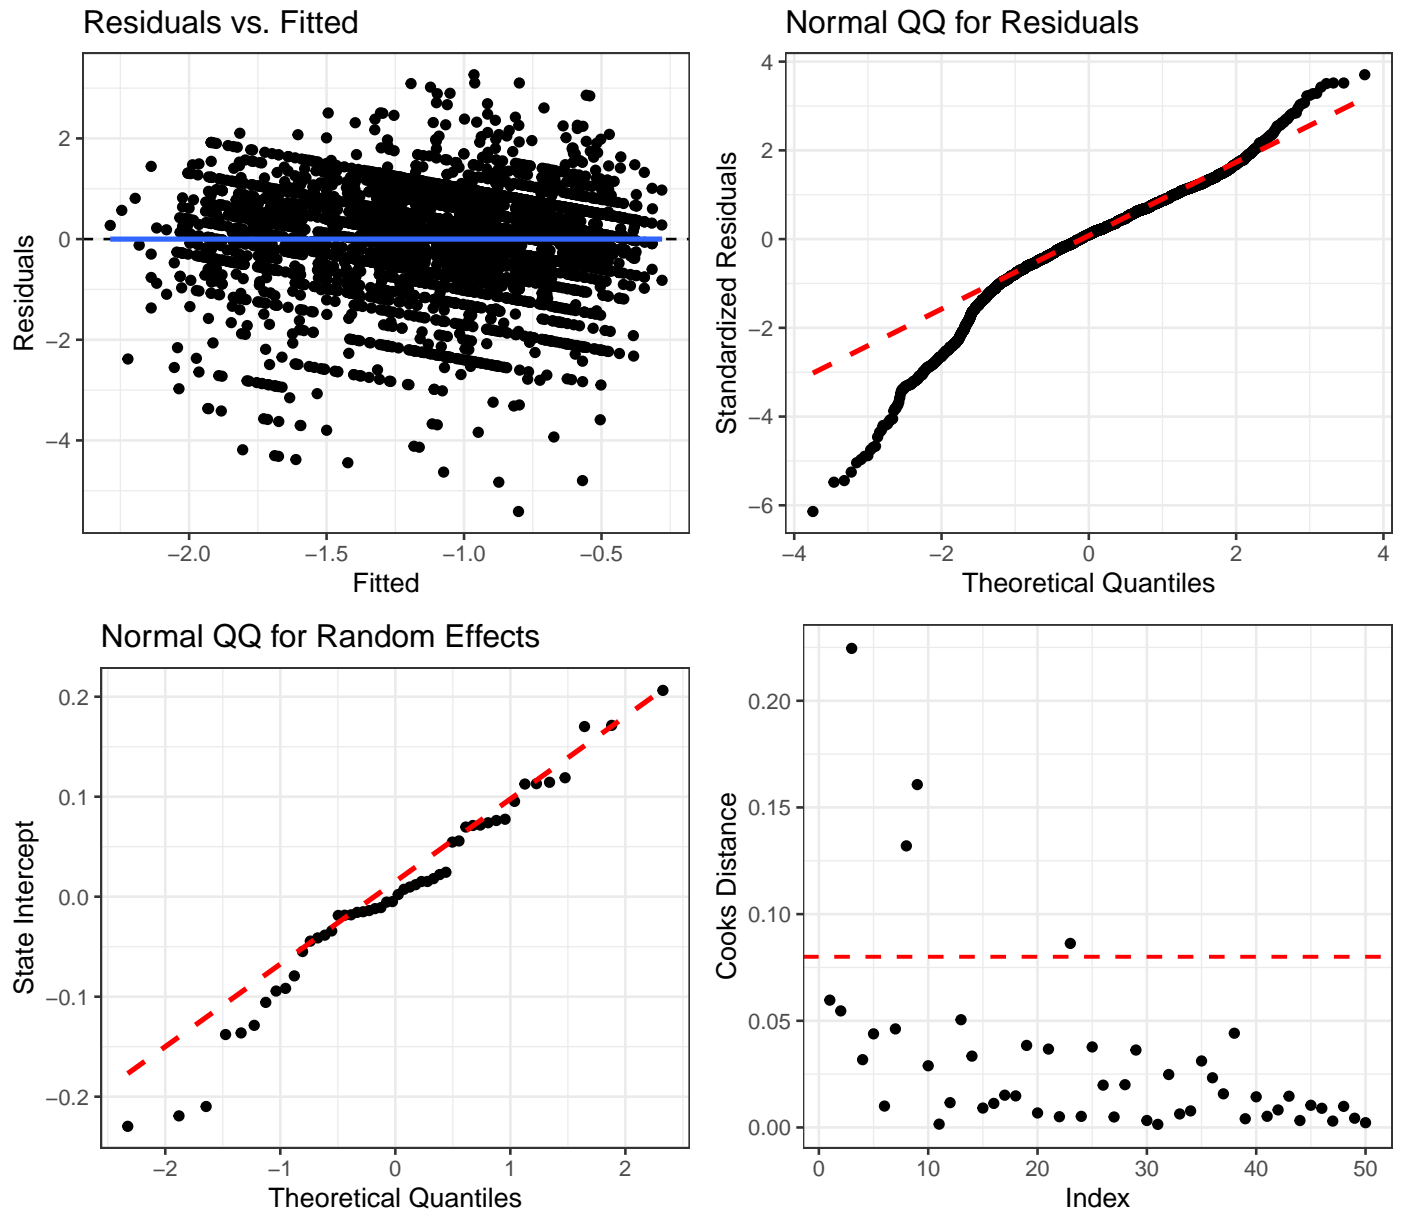 Residuals vs. Fitted
Residuals
2
0
−2
−4
−2.0 −1.5 −1.0 −0.5
Fitted
Normal QQ for Residuals
Standardized Residuals
4
2
0
−2
−4
−6
−4 −2 0 2 4
Theoretical Quantiles
Normal QQ for Random Effects
State Intercept
0.2
0.1
0.0
−0.1
−0.2
−2 −1 0 1 2
Theoretical Quantiles
Cooks Distance
0.20
0.15
0.10
0.05
0.00
0 10 20 30 40 50
Index